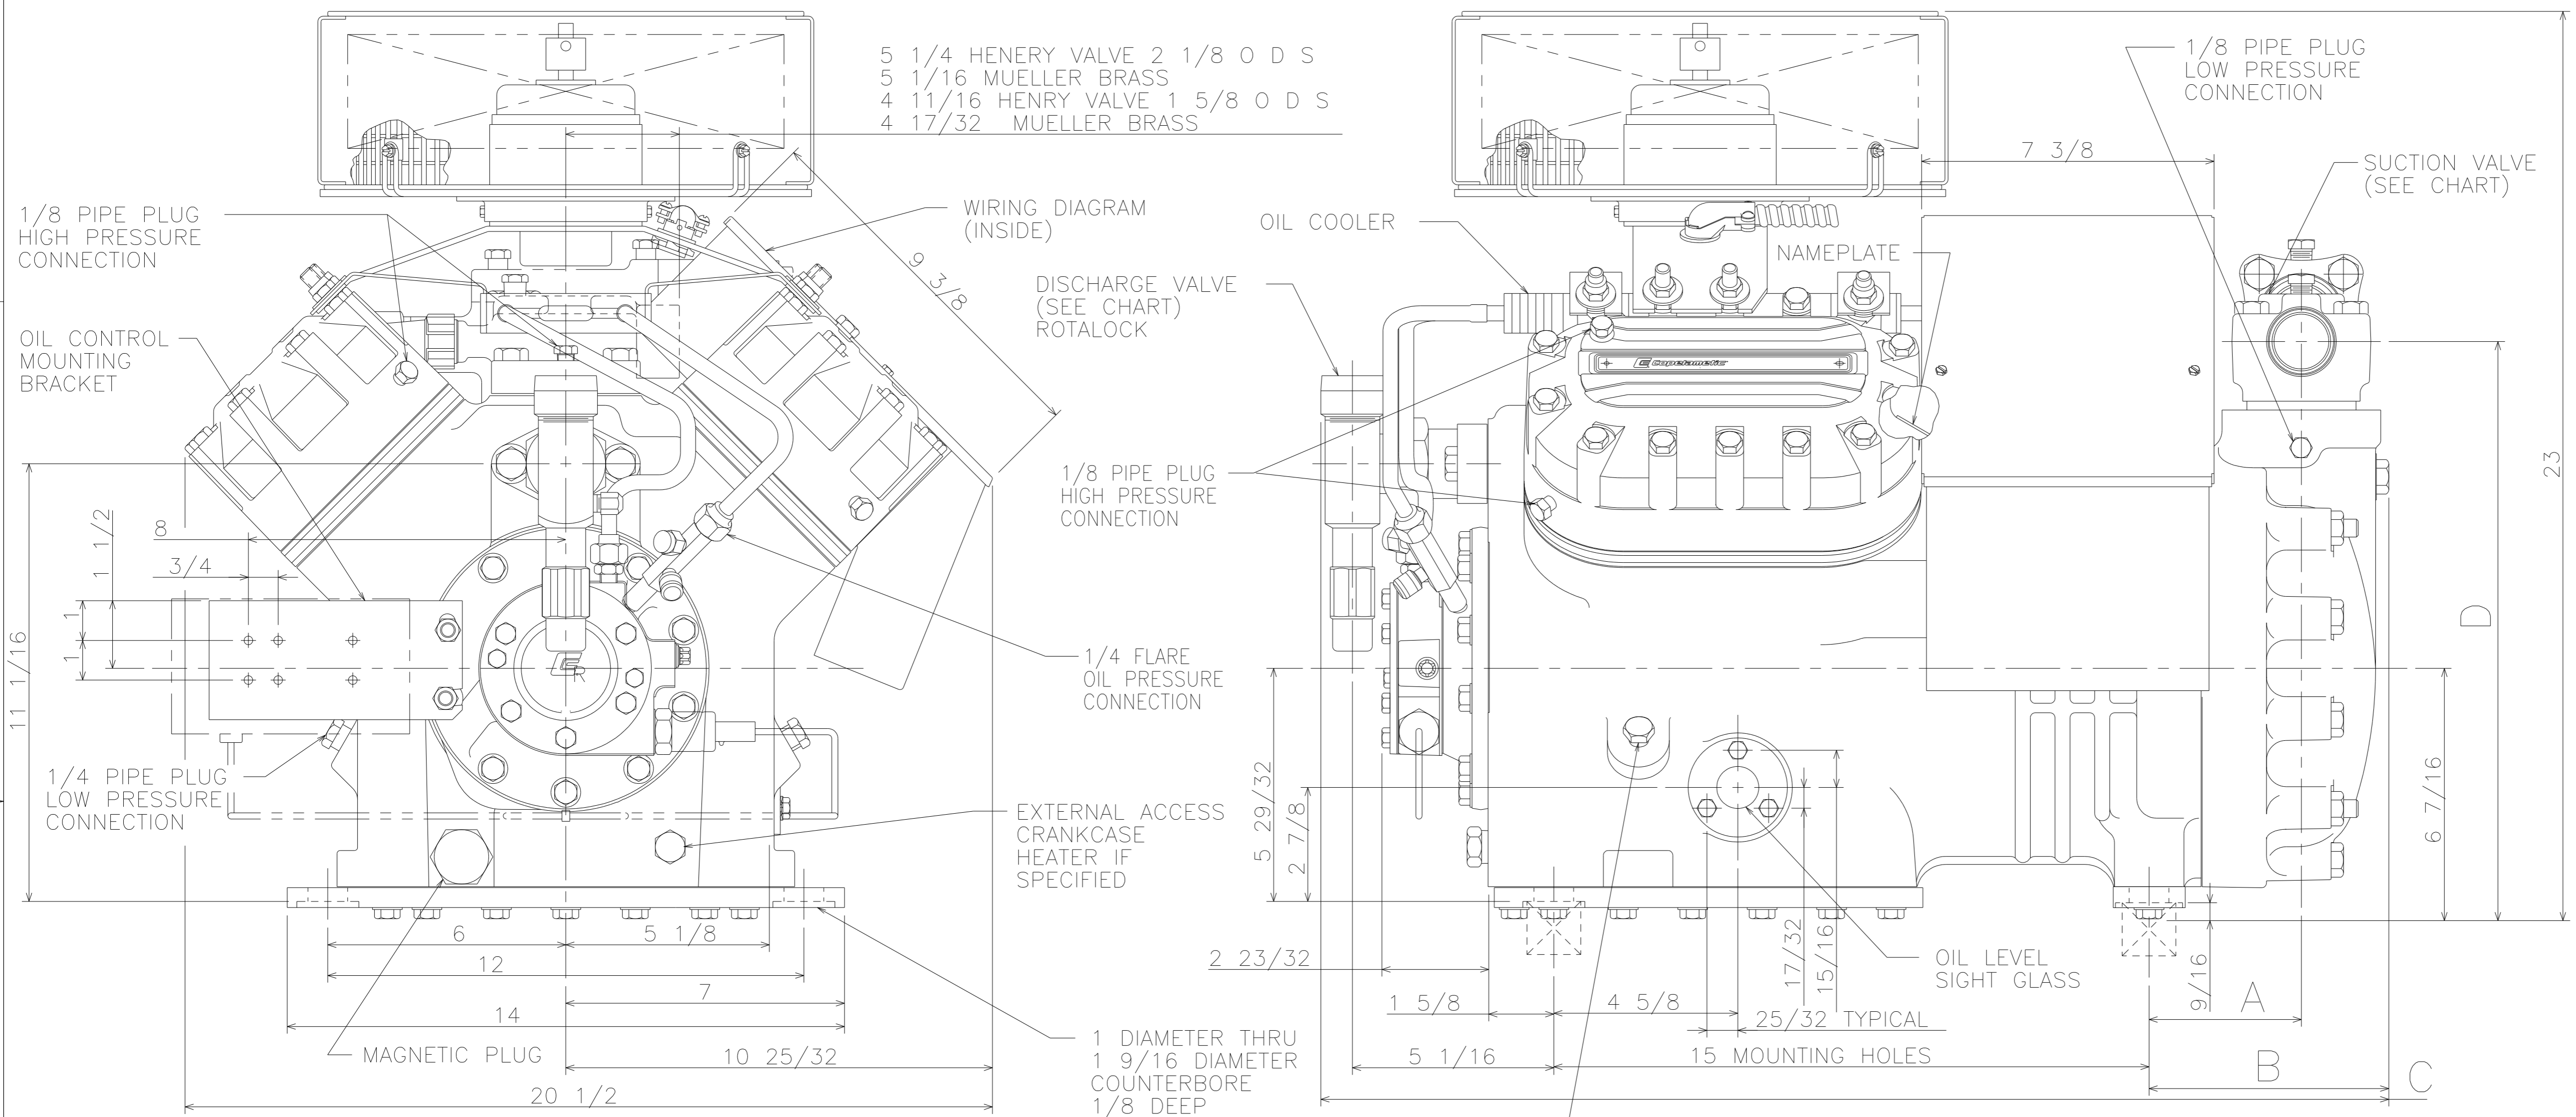 5 1/4 HENERY VALVE 2 1/8 O D S
5 1/16 MUELLER BRASS
4 11/16 HENRY VALVE 1 5/8 O D S
4 17/32 MUELLER BRASS
1/8 PIPE PLUG
HIGH PRESSURE
CONNECTION
WIRING DIAGRAM
(INSIDE)
9 3/8
OIL CONTROL
MOUNTING
BRACKET
DISCHARGE VALVE
(SEE CHART)
ROTALOCK
8
1 1/2
3/4
1
1
11 1/16
1/4 PIPE PLUG
LOW PRESSURE
CONNECTION
1/4 FLARE
OIL PRESSURE
CONNECTION
EXTERNAL ACCESS
CRANKCASE
HEATER IF
SPECIFIED
R
6
5 1/8
12
7
14
MAGNETIC PLUG
10 25/32
20 1/2
1 DIAMETER THRU
1 9/16 DIAMETER
COUNTERBORE
1/8 DEEP
1/8 PIPE PLUG
LOW PRESSURE
CONNECTION
7 3/8
SUCTION VALVE
(SEE CHART)
OIL COOLER
NAMEPLATE
Copelametic
1/8 PIPE PLUG
HIGH PRESSURE
CONNECTION
23
D
5 29/32
2 7/8
6 7/16
2 23/32
17/32
15/16
OIL LEVEL
SIGHT GLASS
9/16
A
1 5/8
4 5/8
25/32 TYPICAL
5 1/16
15 MOUNTING HOLES
B
C